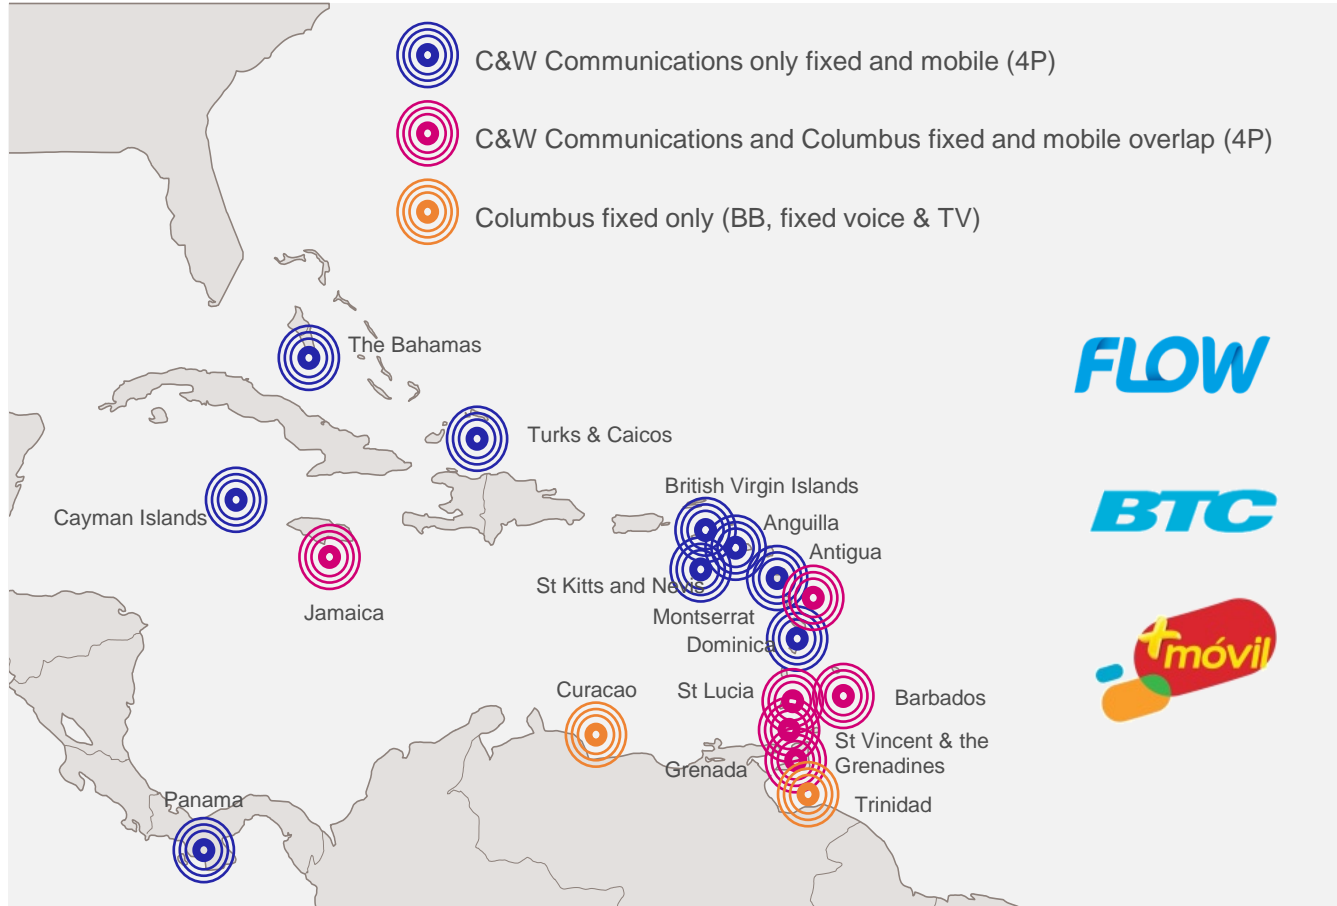 C&W Communications only fixed and mobile (4P)
C&W Communications and Columbus fixed and mobile overlap (4P)
Columbus fixed only (BB, fixed voice & TV)
The Bahamas
FLOW
Turks & Caicos
British Virgin Islands
Cayman Islands
Anguilla
BTC
Antigua
St Kitts and Nevis
Jamaica
Montserrat
Dominica
+móvil
Curacao
St Lucia
Barbados
St Vincent & the
Grenadines
Grenada
Panama
Trinidad